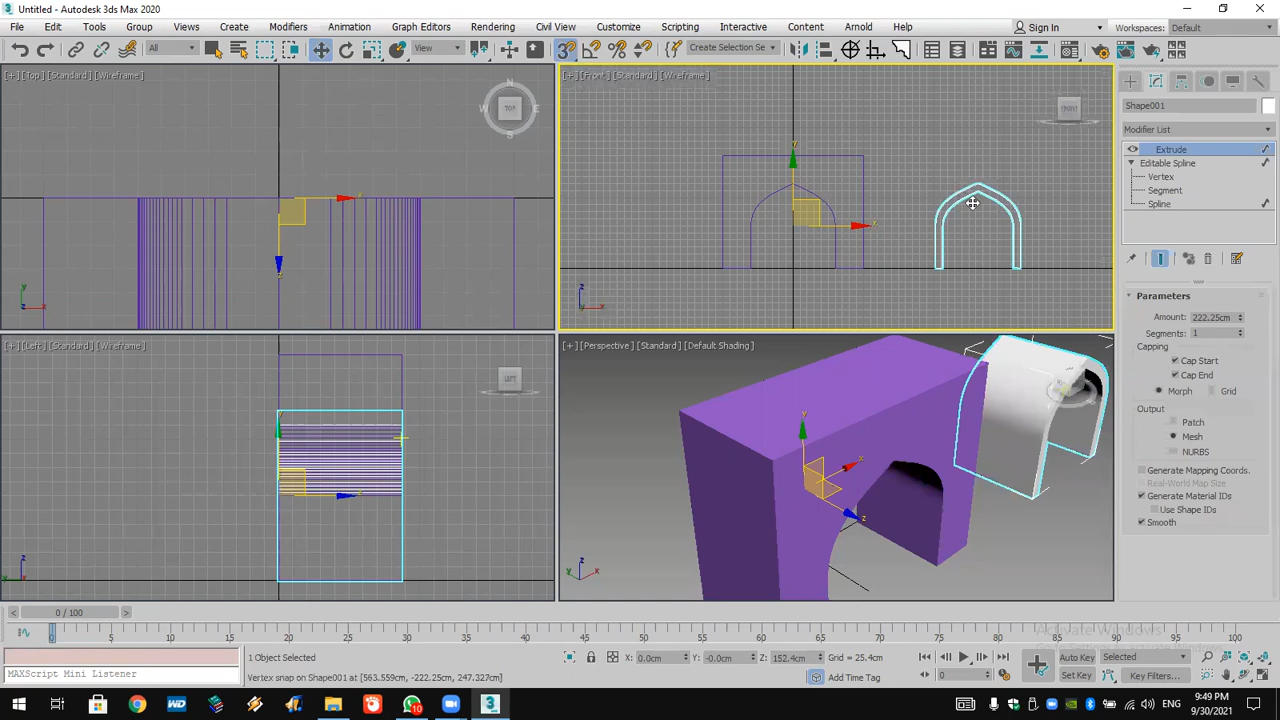 Untitled - Autodesk 3ds Max 2020
File Edit Tools Group Views Create Modifiers Animation Graph Editors Rendering Civil View Customize Scripting Interactive Content Arnold Help Sign In Workspaces: Default
All View Create Selection Se
[+] [Top] [Standard] [Wireframe]
N
W TOP E
S
[+] [Front] [Standard] [Wireframe]
FRONT
[+] [Left] [Standard] [Wireframe]
LEFT
[+] [Perspective] [Standard] [Default Shading]
Shape001
Modifier List
Extrude
Editable Spline
Vertex
Segment
Spline
Parameters
Amount: 222.25cm
Segments: 1
Capping
Cap Start
Cap End
Morph Grid
Output
Patch
Mesh
NURBS
Generate Mapping Coords.
Real-World Map Size
Generate Material IDs
Use Shape IDs
Smooth
0 / 100
0 5 10 15 20 25 30 35 40 45 50 55 60 65 70 75 80 85 90 95 100
Activate Windows
MAXScript Mini Listener
1 Object Selected
Vertex snap on Shape001 at [563.559cm, -222.25cm, 247.327cm]
X: 0.0cm Y: -0.0cm Z: 152.4cm Grid = 25.4cm
Add Time Tag
Auto Key Selected
Set Key Key Filters...
0
10
ENG
9:49 PM
9/30/2021